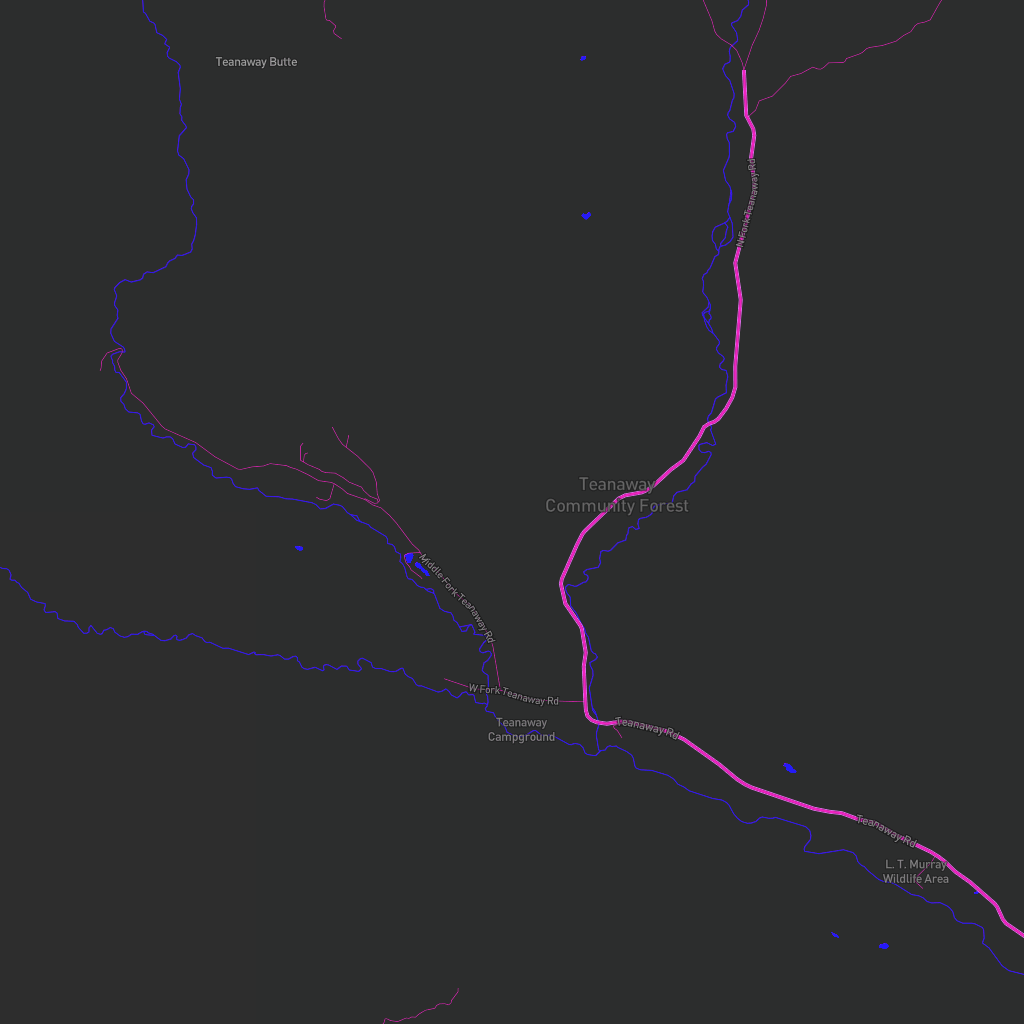 Teanaway Butte
N Fork Teanaway Rd
Teanaway
Community Forest
Middle Fork Teanaway Rd
W Fork Teanaway Rd
Teanaway
Campground
Teanaway Rd
Teanaway Rd
L. T. Murray
Wildlife Area